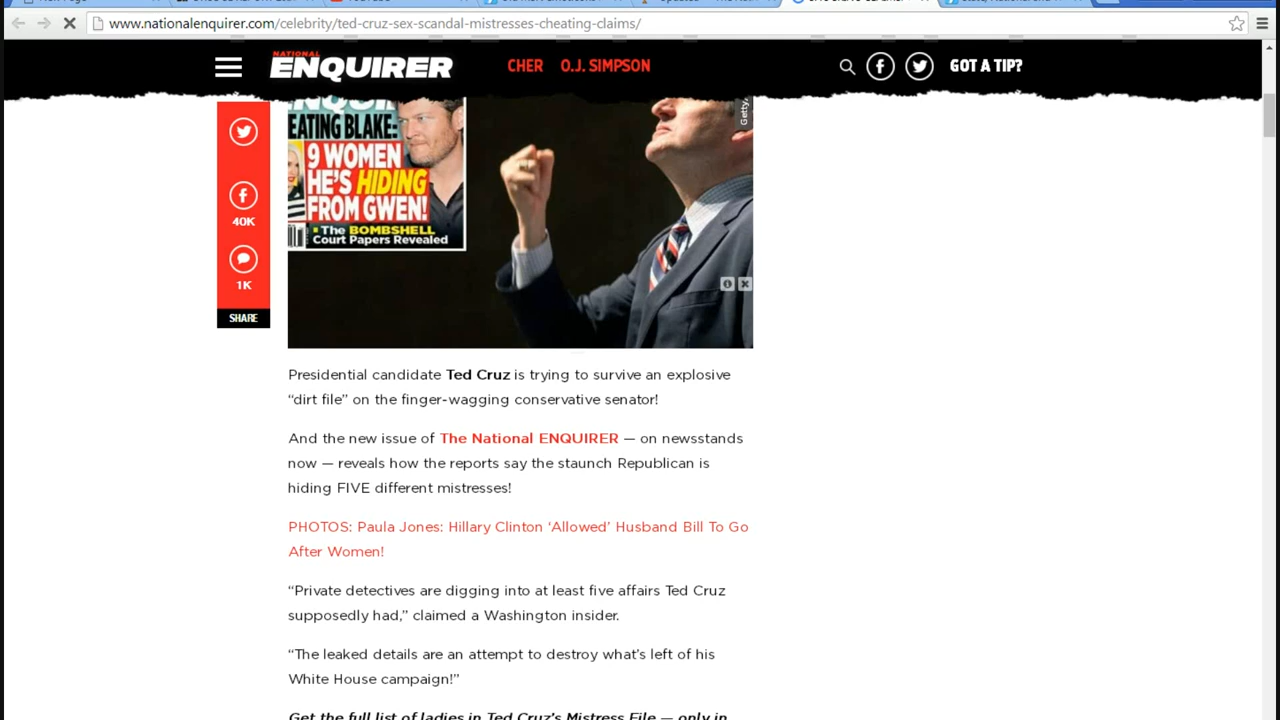 www.nationalenquirer.com/celebrity/ted-cruz-sex-scandal-mistresses-cheating-claims/
NATIONAL
ENQUIRER
CHER
O.J. SIMPSON
GOT A TIP?
40K
1K
SHARE
EATING BLAKE:
9 WOMEN
HE'S HIDING
FROM GWEN!
The BOMBSHELL
Court Papers Revealed
Getty
Presidential candidate Ted Cruz is trying to survive an explosive
“dirt file” on the finger-wagging conservative senator!
And the new issue of The National ENQUIRER — on newsstands
now — reveals how the reports say the staunch Republican is
hiding FIVE different mistresses!
PHOTOS: Paula Jones: Hillary Clinton ‘Allowed’ Husband Bill To Go
After Women!
“Private detectives are digging into at least five affairs Ted Cruz
supposedly had,” claimed a Washington insider.
“The leaked details are an attempt to destroy what’s left of his
White House campaign!”
Get the full list of ladies in Ted Cruz’s Mistress File — only in